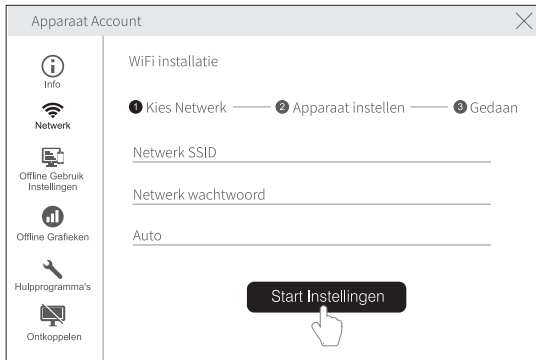 Apparaat Account
Info
Netwerk
Offline Gebruik
Instellingen
Offline Grafieken
Hulpprogramma's
Ontkoppelen
WiFi installatie
1 Kies Netwerk 2 Apparaat instellen 3 Gedaan
Netwerk SSID
Netwerk wachtwoord
Auto
Start Instellingen